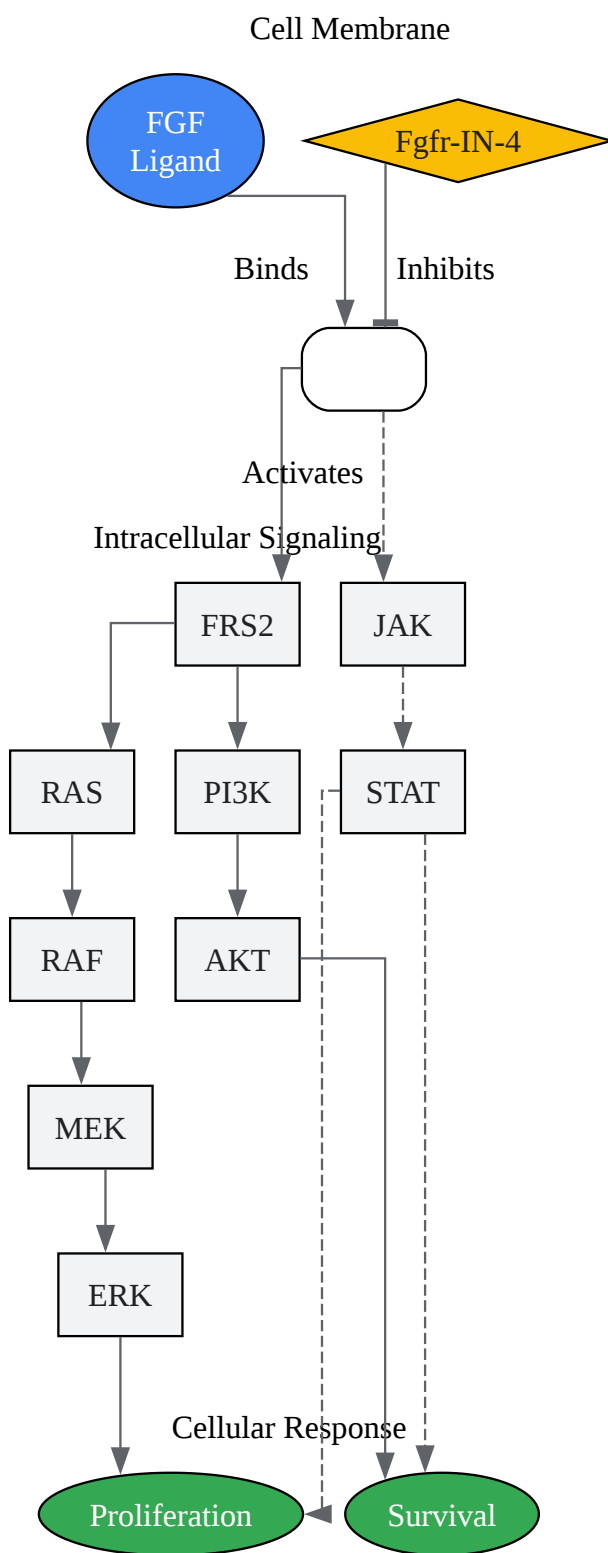 Cell Membrane
FGF
Ligand
Fgfr-IN-4
Binds
Inhibits
Activates
Intracellular Signaling
FRS2
JAK
RAS
PI3K
STAT
RAF
AKT
MEK
ERK
Cellular Response
Proliferation
Survival